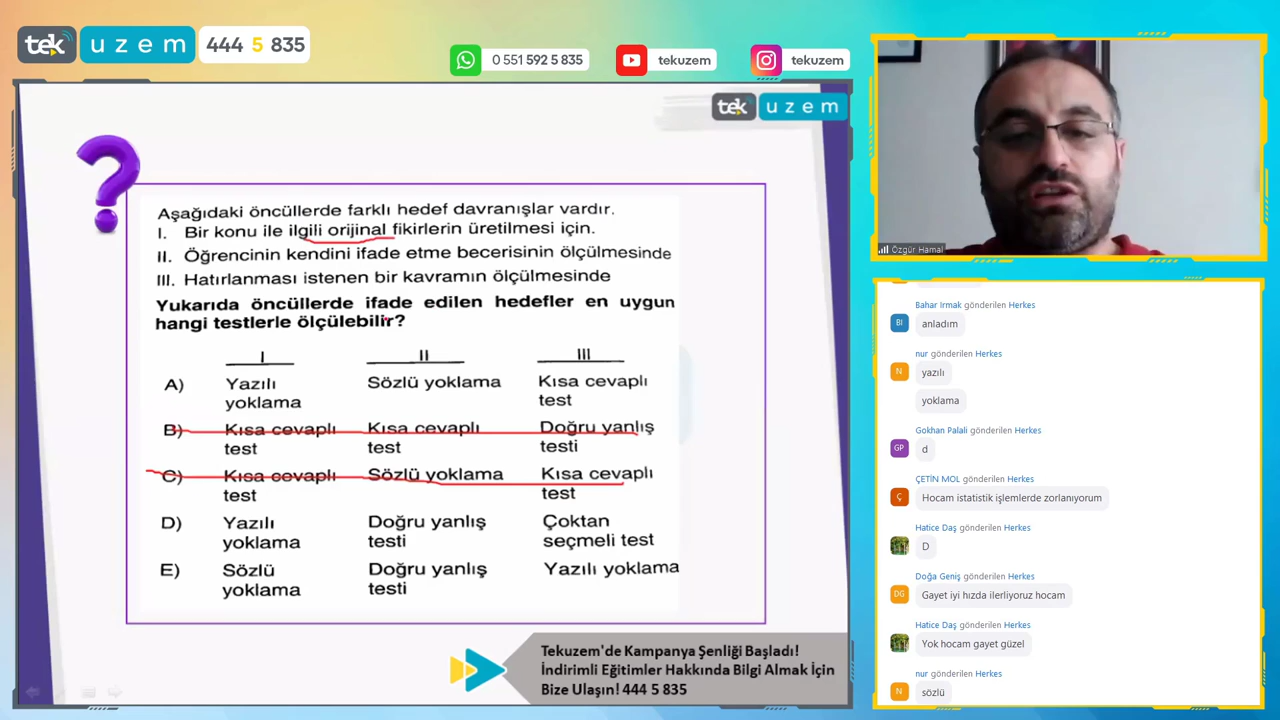 tek uzem 444 5 835
0 551 592 5 835
tekuzem
tekuzem
tek uzem
?
Aşağıdaki öncüllerde farklı hedef davranışlar vardır.
I. Bir konu ile ilgili orijinal fikirlerin üretilmesi için.
II. Öğrencinin kendini ifade etme becerisinin ölçülmesinde
III. Hatırlanması istenen bir kavramın ölçülmesinde
Yukarıda öncüllerde ifade edilen hedefler en uygun
hangi testlerle ölçülebilir?
I II III
A) Yazılı Sözlü yoklama Kısa cevaplı
yoklama test
B) Kısa cevaplı Kısa cevaplı Doğru yanlış
test test testi
C) Kısa cevaplı Sözlü yoklama Kısa cevaplı
test test
D) Yazılı Doğru yanlış Çoktan
yoklama testi seçmeli test
E) Sözlü Doğru yanlış Yazılı yoklama
yoklama testi
Tekuzem'de Kampanya Şenliği Başladı!
İndirimli Eğitimler Hakkında Bilgi Almak İçin
Bize Ulaşın! 444 5 835
Özgür Hamal
Bahar Irmak gönderilen Herkes
BI anladım
nur gönderilen Herkes
N yazılı
yoklama
Gokhan Palali gönderilen Herkes
GP d
ÇETİN MOL gönderilen Herkes
Ç Hocam istatistik işlemlerde zorlanıyorum
Hatice Daş gönderilen Herkes
D
Doğa Geniş gönderilen Herkes
DG Gayet iyi hızda ilerliyoruz hocam
Hatice Daş gönderilen Herkes
Yok hocam gayet güzel
nur gönderilen Herkes
N sözlü